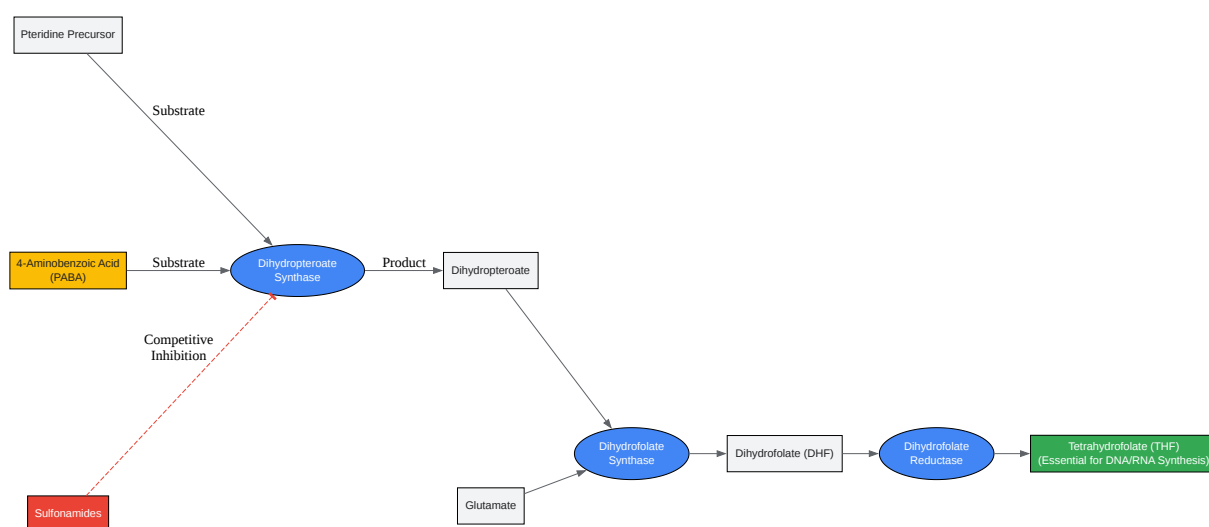 Pteridine Precursor
Substrate
4-Aminobenzoic Acid
(PABA)
Substrate
Dihydropteroate
Synthase
Product
Dihydropteroate
Competitive
Inhibition
Dihydrofolate
Synthase
Dihydrofolate (DHF)
Dihydrofolate
Reductase
Tetrahydrofolate (THF)
(Essential for DNA/RNA Synthesis)
Glutamate
Sulfonamides